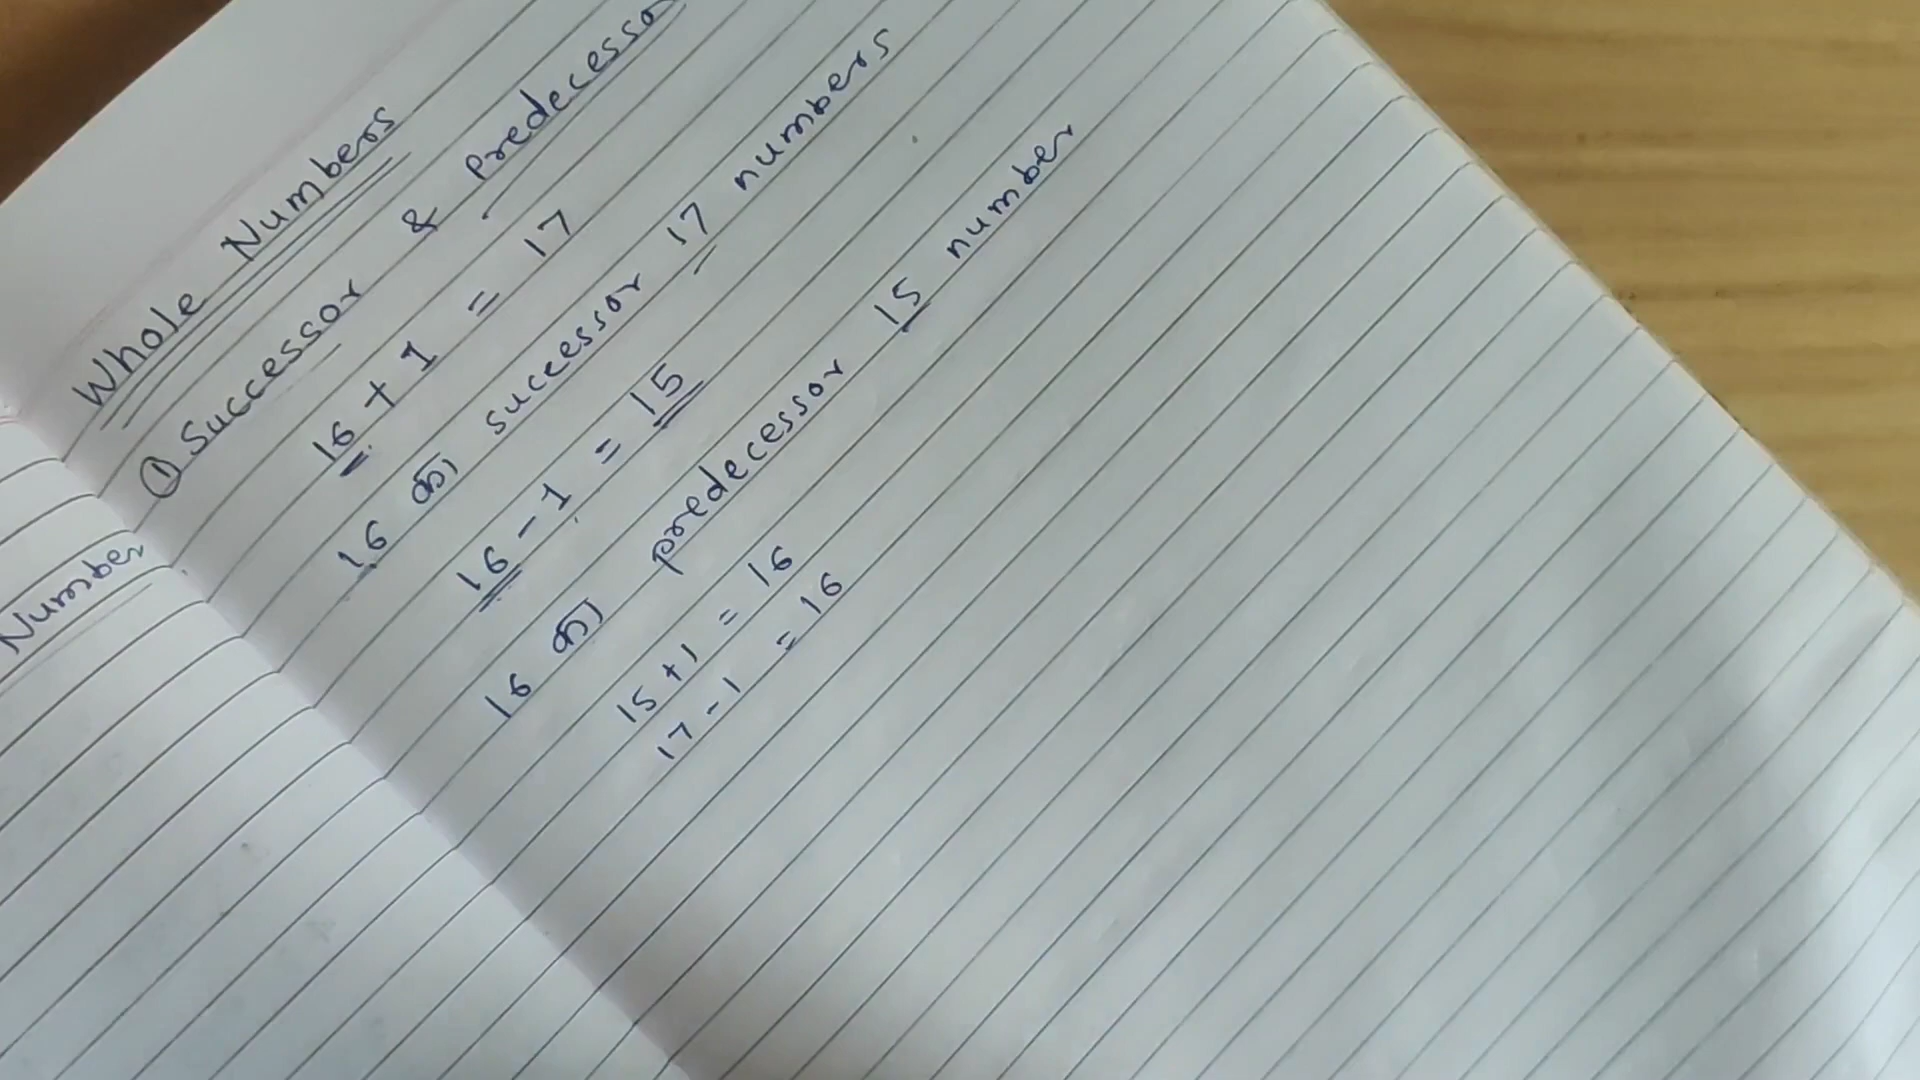 Whole Numbers
① Successor & Predecesso
16 + 1 = 17
16 का sucessor 17 numbers
16 - 1 = 15
16 का predecessor 15 number
15 + 1 = 16
17 - 1 = 16
Number